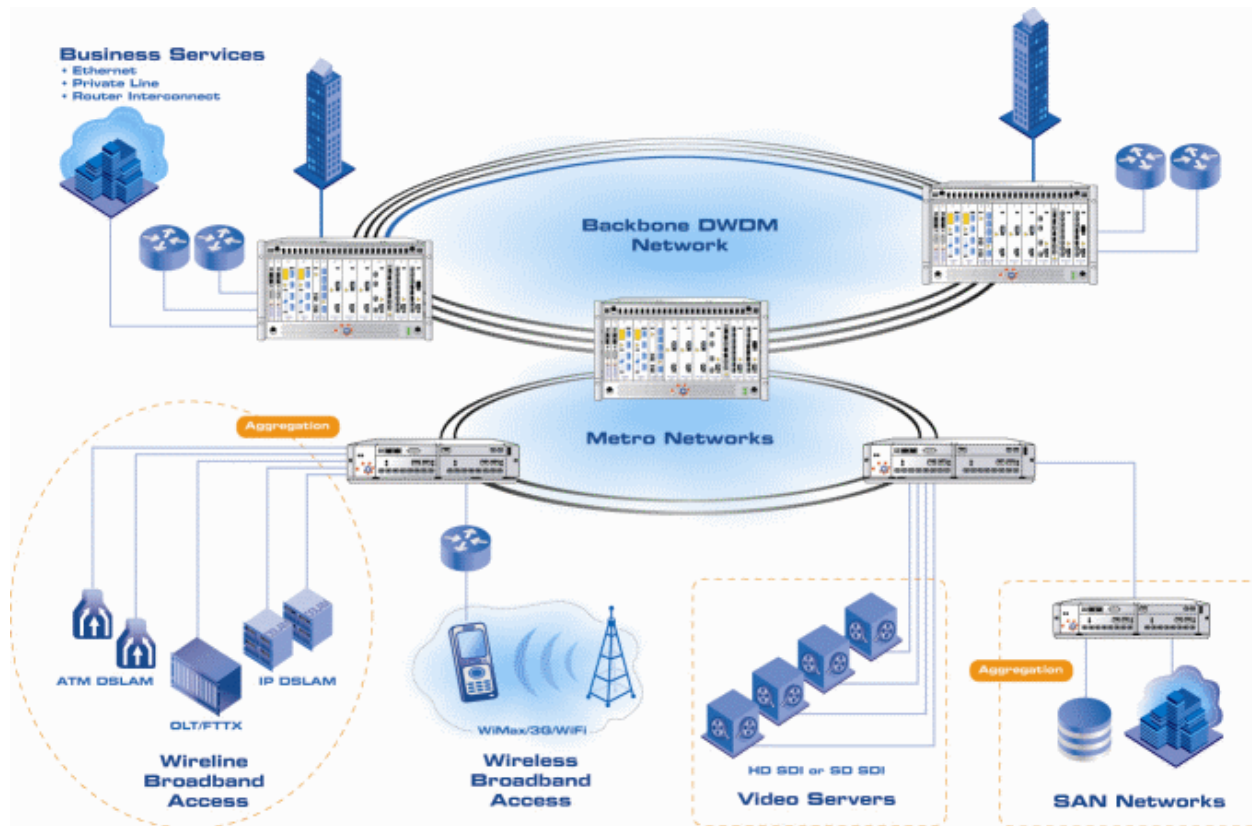 Business Services
• Ethernet
• Private Line
• Router Interconnect
Backbone DWDM
Network
Metro Networks
Aggregation
ATM DSLAM
IP DSLAM
OLT/FTTX
Wireline
Broadband
Access
WiMax/3G/WiFi
Wireless
Broadband
Access
HD SDI or SD SDI
Video Servers
Aggregation
SAN Networks